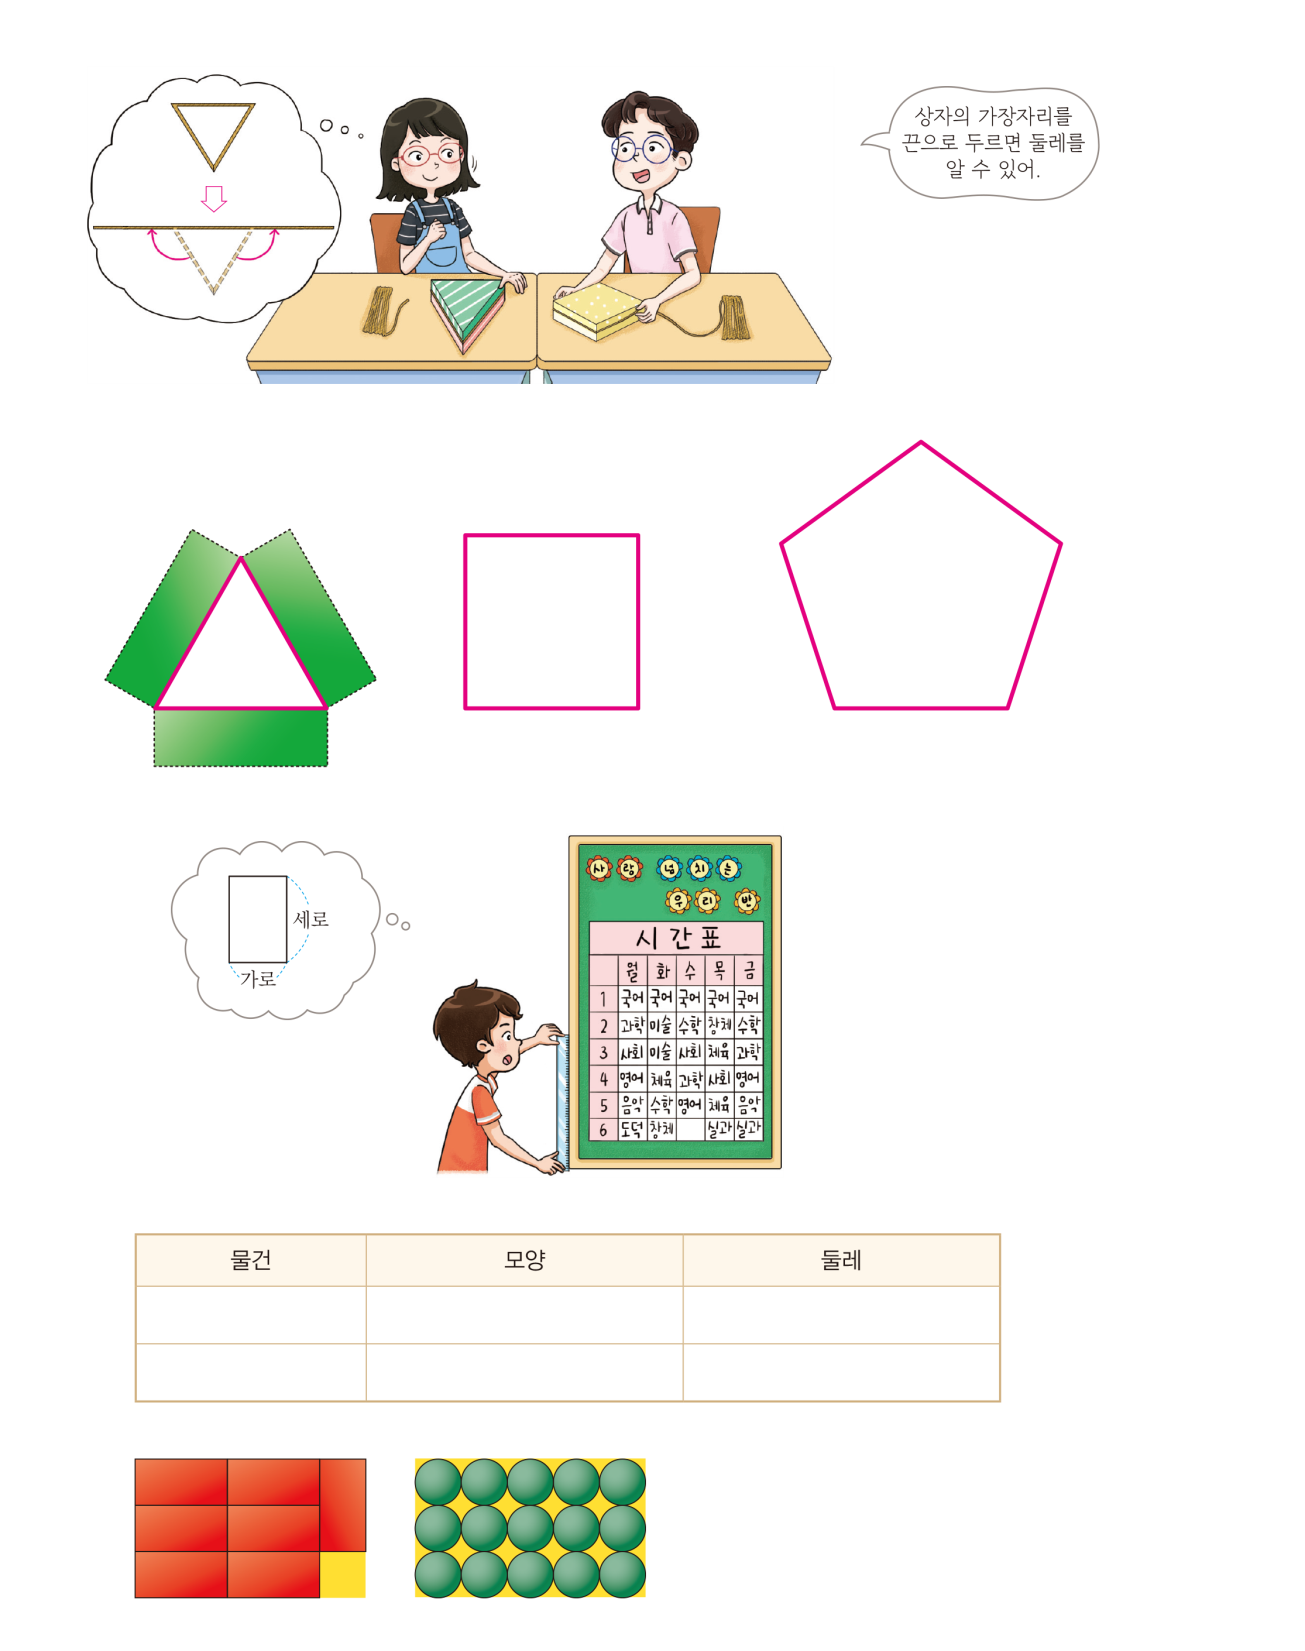 상자의 가장자리를
끈으로 두르면 둘레를
알 수 있어.
세로
가로
사랑 넘치는
우리 반
시간표
월 화 수 목 금
1 국어 국어 국어 국어 국어
2 과학 미술 수학 창체 수학
3 사회 미술 사회 체육 과학
4 영어 체육 과학 사회 영어
5 음악 수학 영어 체육 음악
6 도덕 창체 실과 실과
물건 모양 둘레